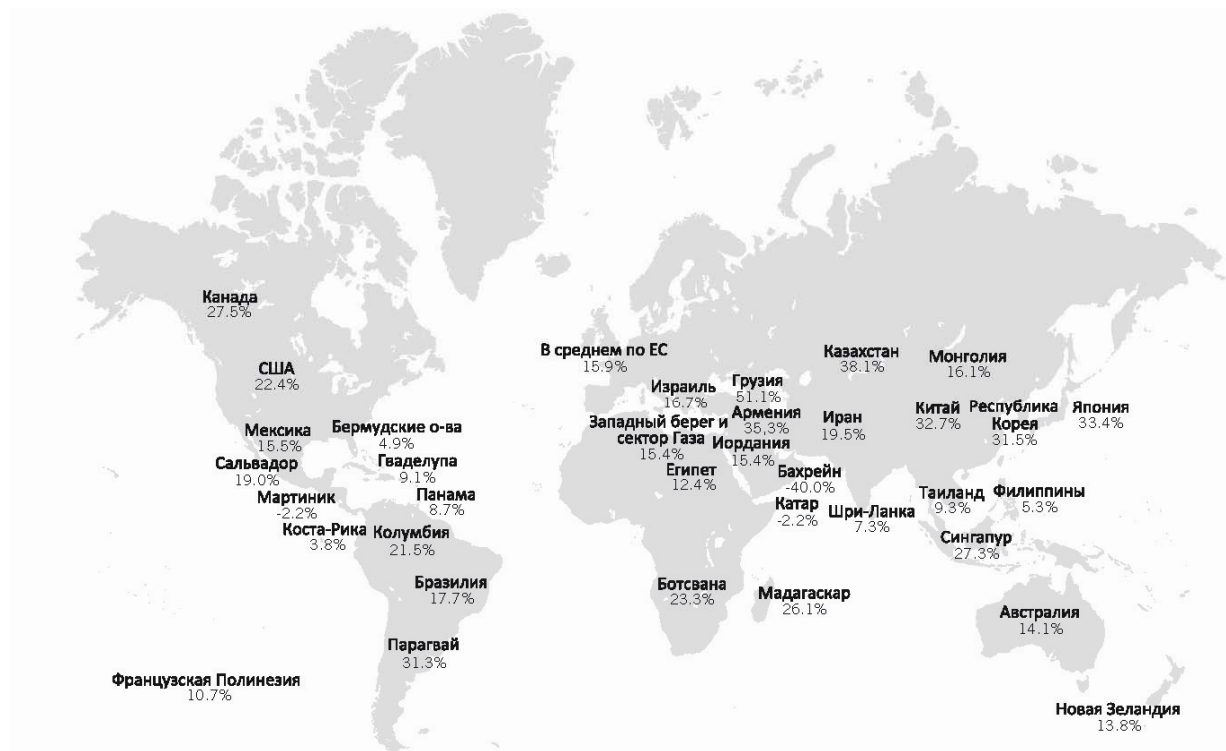 Канада
27.5%
США
22.4%
Мексика
15.5%
Бермудские о-ва
4.9%
Сальвадор
19.0%
Гваделупа
9.1%
Мартиник
-2.2%
Панама
8.7%
Коста-Рика
3.8%
Колумбия
21.5%
Бразилия
17.7%
Парагвай
31.3%
Французская Полинезия
10.7%
В среднем по ЕС
15.9%
Израиль
16.7%
Грузия
51.1%
Западный берег и
сектор Газа
15.4%
Армения
35,3%
Иордания
15.4%
Египет
12.4%
Бахрейн
-40.0%
Катар
-2.2%
Иран
19.5%
Казахстан
38.1%
Монголия
16.1%
Китай
32.7%
Республика
Корея
31.5%
Япония
33.4%
Шри-Ланка
7.3%
Таиланд
9.3%
Филиппины
5.3%
Сингапур
27.3%
Ботсвана
23.3%
Мадагаскар
26.1%
Австралия
14.1%
Новая Зеландия
13.8%